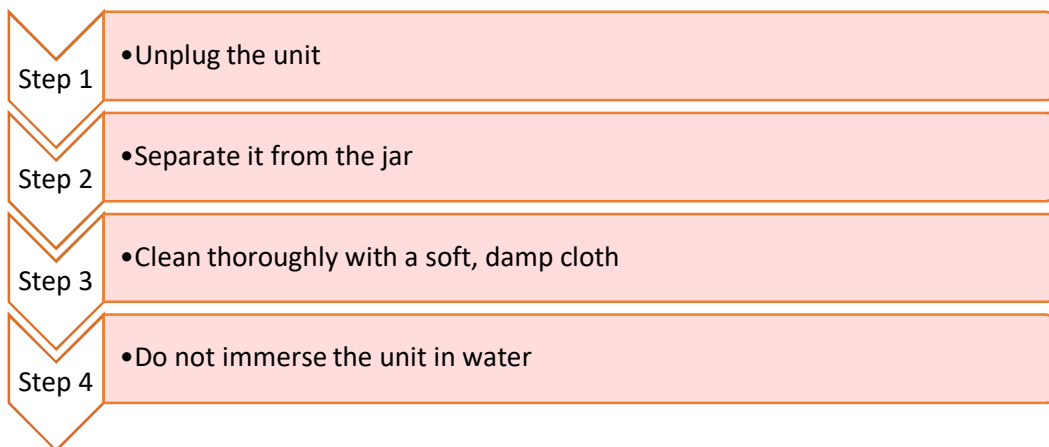 Step 1
•Unplug the unit
Step 2
•Separate it from the jar
Step 3
•Clean thoroughly with a soft, damp cloth
Step 4
•Do not immerse the unit in water